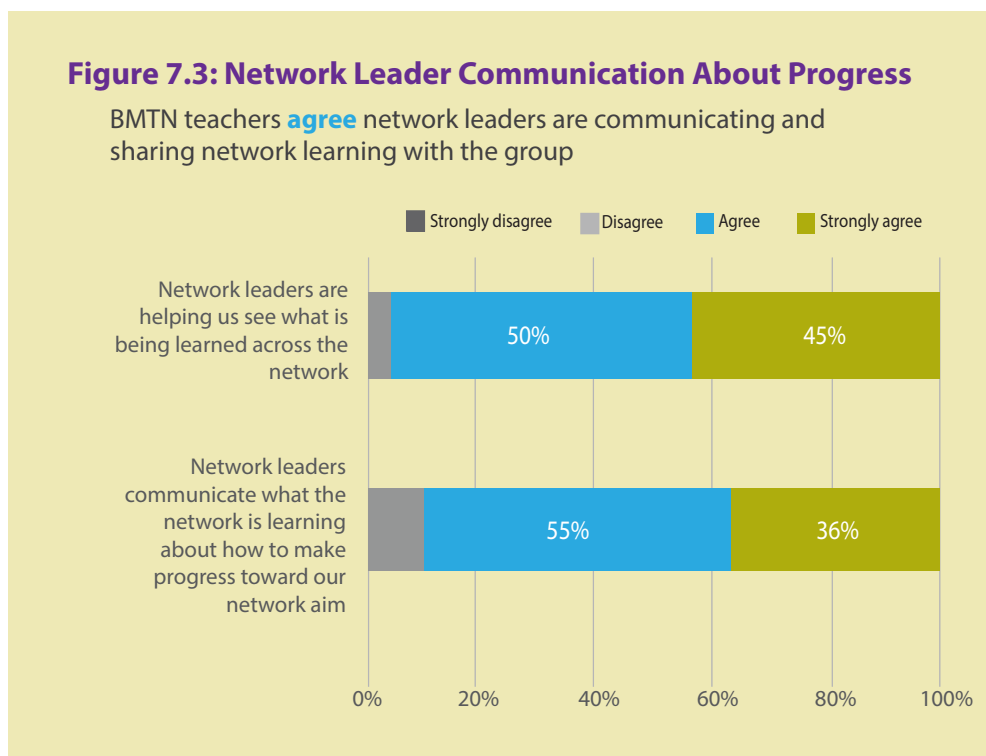 Figure 7.3: Network Leader Communication About Progress
BMTN teachers agree network leaders are communicating and
sharing network learning with the group
Strongly disagree Disagree Agree Strongly agree
Network leaders are
helping us see what is
being learned across the
network
50% 45%
Network leaders
communicate what the
network is learning
about how to make
progress toward our
network aim
55% 36%
0% 20% 40% 60% 80% 100%